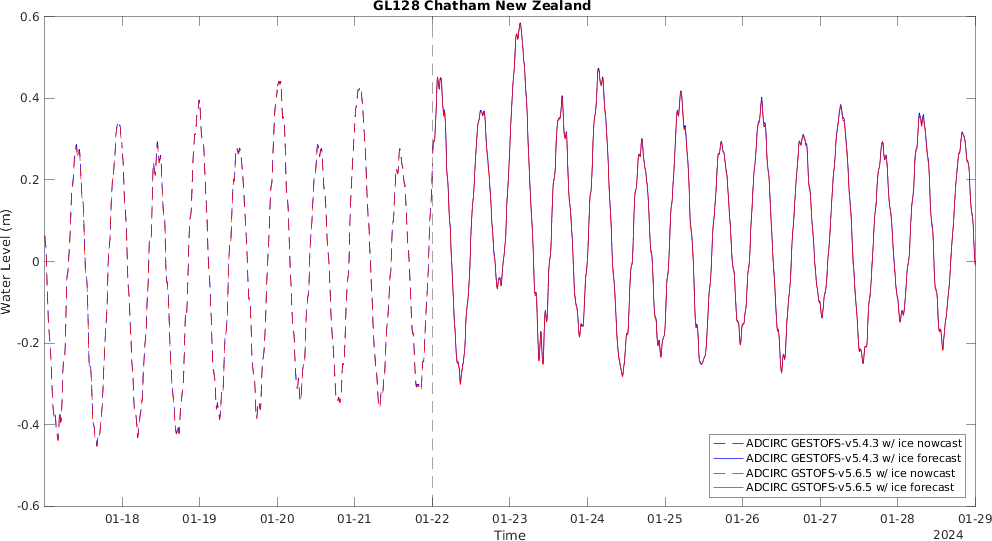 GL128 Chatham New Zealand
0.6
0.4
0.2
0
-0.2
-0.4
-0.6
Water Level (m)
ADCIRC GESTOFS-v5.4.3 w/ ice nowcast
ADCIRC GESTOFS-v5.4.3 w/ ice forecast
ADCIRC GSTOFS-v5.6.5 w/ ice nowcast
ADCIRC GSTOFS-v5.6.5 w/ ice forecast
01-18 01-19 01-20 01-21 01-22 01-23 01-24 01-25 01-26 01-27 01-28 01-29
Time
2024